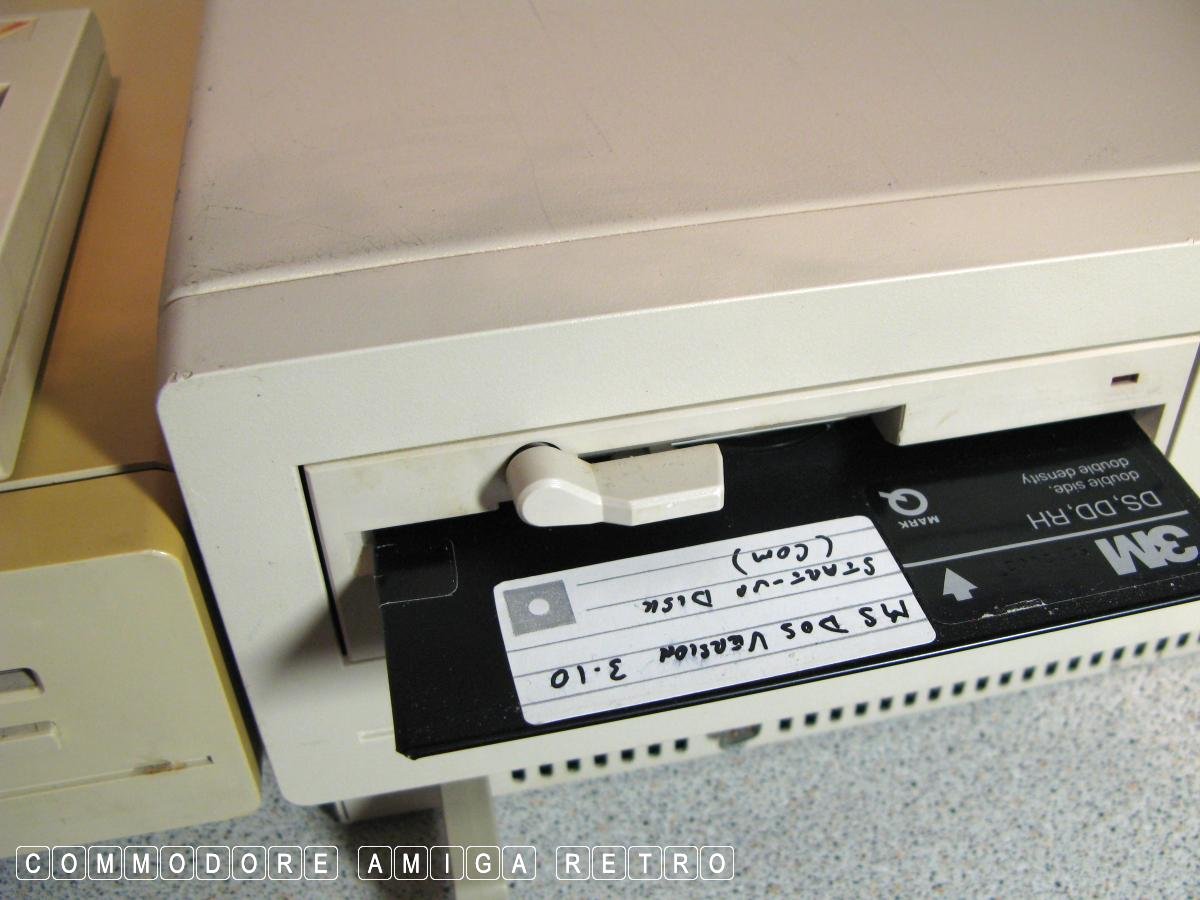 MS DOS VERSION 3.10
START-UP DISK
(COM)
3M
DS, DD, RH
double side,
double density
MARK Q
COMMODORE AMIGA RETRO